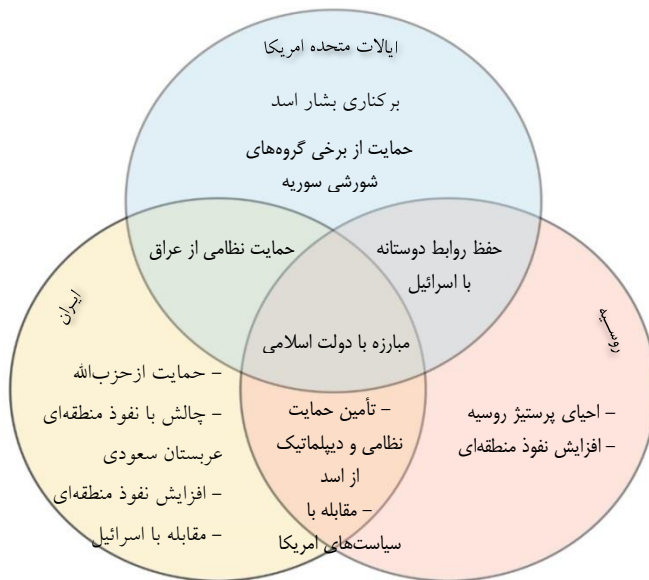 ایالات متحده امریکا
برکناری بشار اسد
حمایت از برخی گروه‌های
شورشی سوریه
حمایت نظامی از عراق
حفظ روابط دوستانه
با اسرائیل
ایران
روسیه
مبارزه با دولت اسلامی
- حمایت ازحزب‌الله
- چالش با نفوذ منطقه‌ای
عربستان سعودی
- افزایش نفوذ منطقه‌ای
- مقابله با اسرائیل
- تأمین حمایت
نظامی و دیپلماتیک
از اسد
- مقابله با
سیاست‌های امریکا
- احیای پرستیژ روسیه
- افزایش نفوذ منطقه‌ای